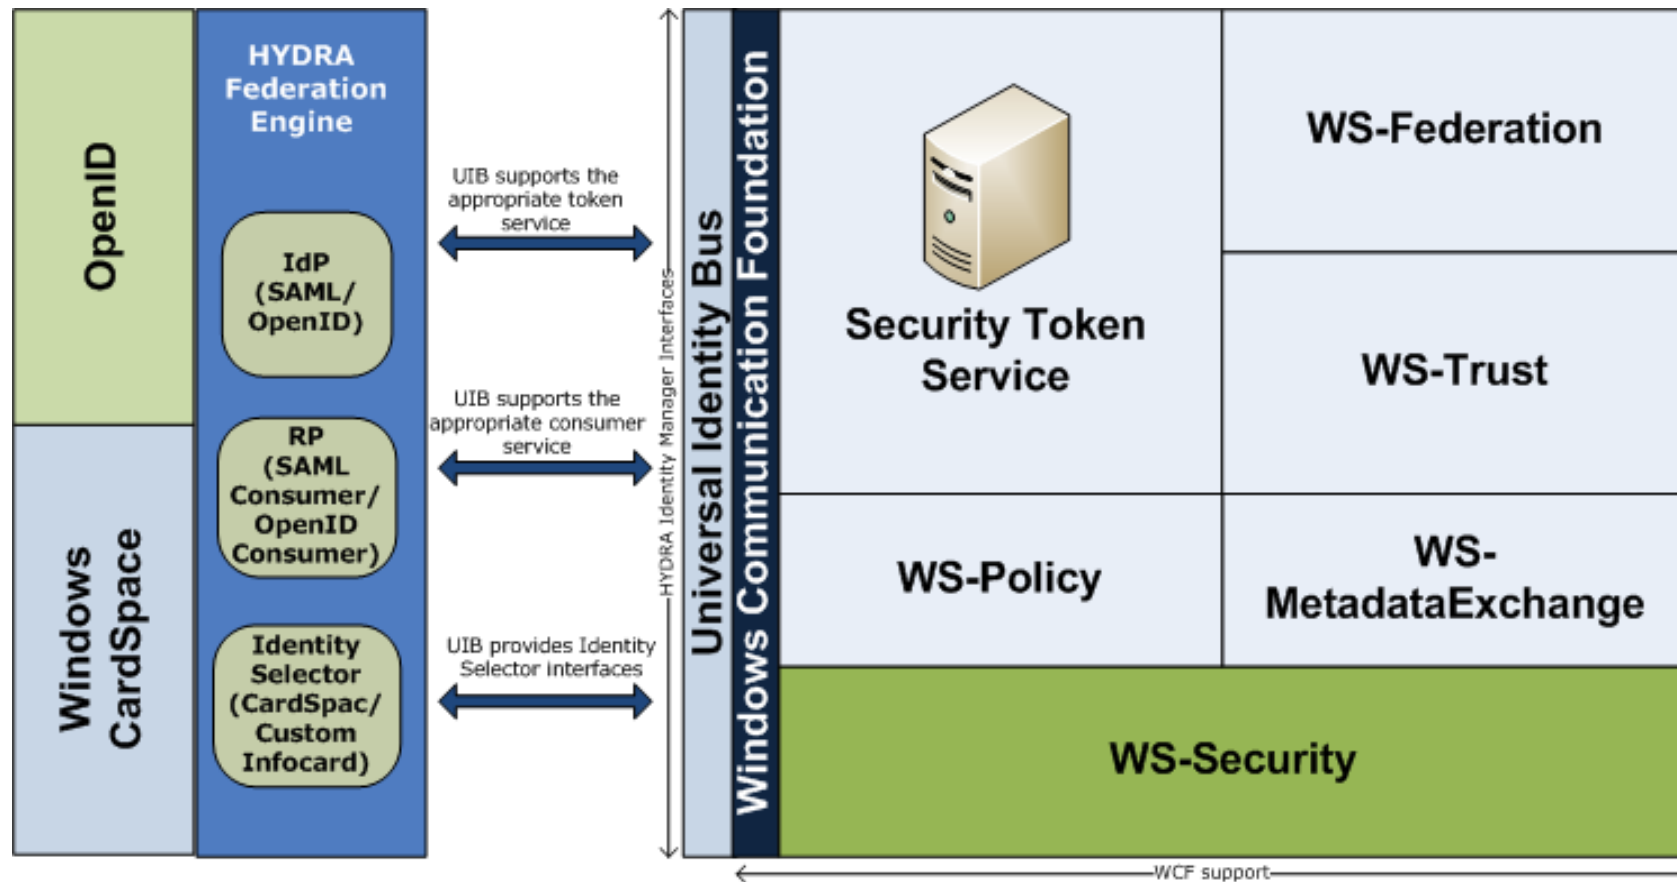 OpenID
Windows
CardSpace
HYDRA
Federation
Engine
IdP
(SAML/
OpenID)
RP
(SAML
Consumer/
OpenID
Consumer)
Identity
Selector
(CardSpac/
Custom
Infocard)
UIB supports the
appropriate token
service
UIB supports the
appropriate consumer
service
UIB provides Identity
Selector interfaces
HYDRA Identity Manager Interfaces
Universal Identity Bus
Windows Communication Foundation
Security Token
Service
WS-Federation
WS-Trust
WS-Policy
WS-
MetadataExchange
WS-Security
WCF support